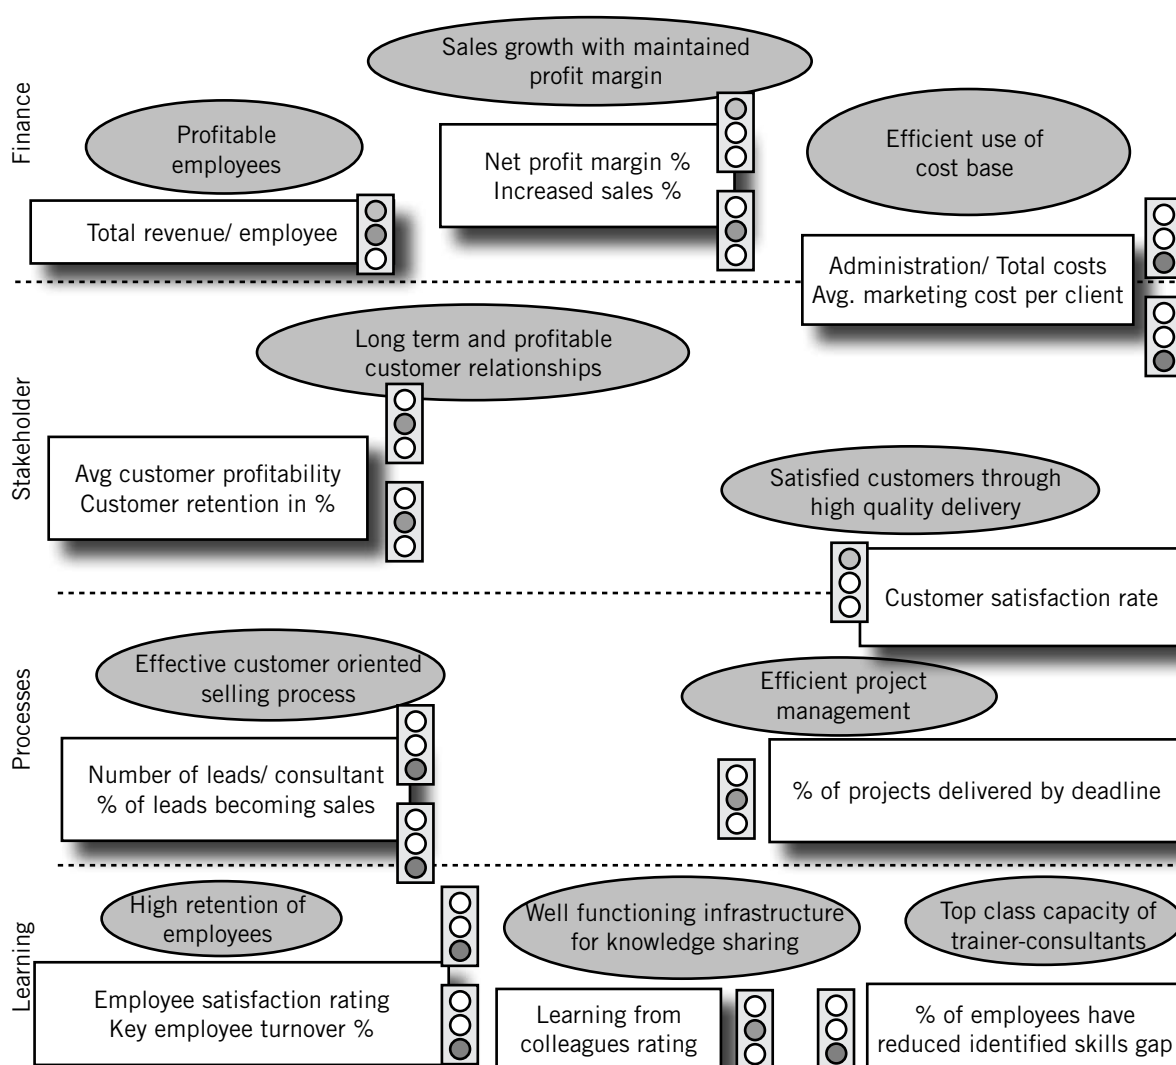 Finance
Sales growth with maintained
profit margin
Profitable
employees
Efficient use of
cost base
Net profit margin %
Increased sales %
Total revenue/ employee
Administration/ Total costs
Avg. marketing cost per client
Stakeholder
Long term and profitable
customer relationships
Avg customer profitability
Customer retention in %
Satisfied customers through
high quality delivery
Customer satisfaction rate
Processes
Effective customer oriented
selling process
Efficient project
management
Number of leads/ consultant
% of leads becoming sales
% of projects delivered by deadline
Learning
High retention of
employees
Well functioning infrastructure
for knowledge sharing
Top class capacity of
trainer-consultants
Employee satisfaction rating
Key employee turnover %
Learning from
colleagues rating
% of employees have
reduced identified skills gap